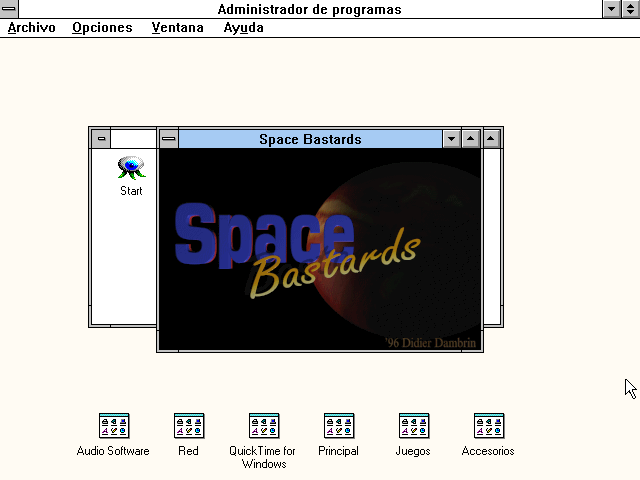 Administrador de programas
Archivo Opciones Ventana Ayuda
Space Bastards
Start
Space
Bastards
'96 Didier Dambrin
Audio Software Red QuickTime for Windows Principal Juegos Accesorios